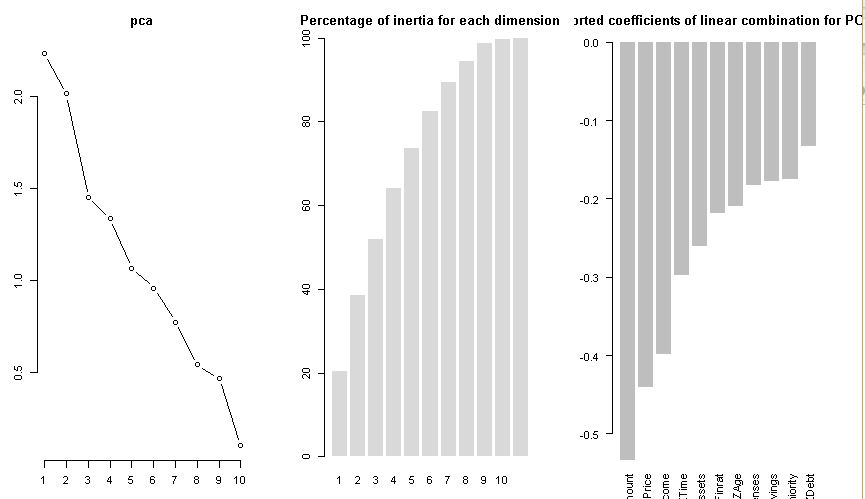 pca
2.0
1.5
1.0
0.5
1 2 3 4 5 6 7 8 9 10
Percentage of inertia for each dimension
100
80
60
40
20
0
1 2 3 4 5 6 7 8 9 10
orted coefficients of linear combination for PC
0.0
-0.1
-0.2
-0.3
-0.4
-0.5
ount
Price
come
Time
ssets
Finrat
ZAge
nses
vings
iority
Debt